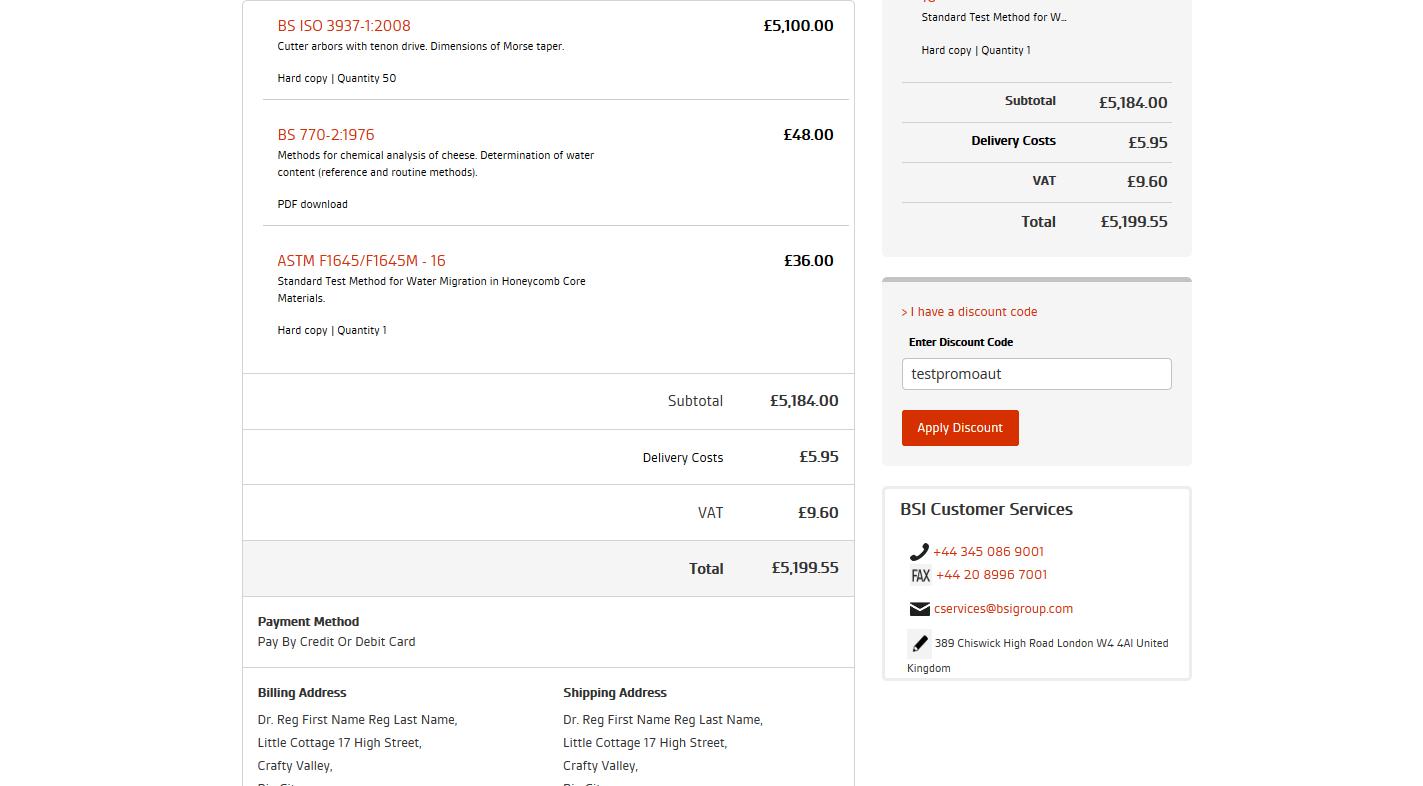 BS ISO 3937-1:2008 £5,100.00
Cutter arbors with tenon drive. Dimensions of Morse taper.
Hard copy | Quantity 50
BS 770-2:1976 £48.00
Methods for chemical analysis of cheese. Determination of water
content (reference and routine methods).
PDF download
ASTM F1645/F1645M - 16 £36.00
Standard Test Method for Water Migration in Honeycomb Core
Materials.
Hard copy | Quantity 1
Subtotal £5,184.00
Delivery Costs £5.95
VAT £9.60
Total £5,199.55
Payment Method
Pay By Credit Or Debit Card
Billing Address
Dr. Reg First Name Reg Last Name,
Little Cottage 17 High Street,
Crafty Valley,
Shipping Address
Dr. Reg First Name Reg Last Name,
Little Cottage 17 High Street,
Crafty Valley,
Standard Test Method for W...
Hard copy | Quantity 1
Subtotal £5,184.00
Delivery Costs £5.95
VAT £9.60
Total £5,199.55
> I have a discount code
Enter Discount Code
testpromoaut
Apply Discount
BSI Customer Services
+44 345 086 9001
FAX +44 20 8996 7001
cservices@bsigroup.com
389 Chiswick High Road London W4 4AI United
Kingdom